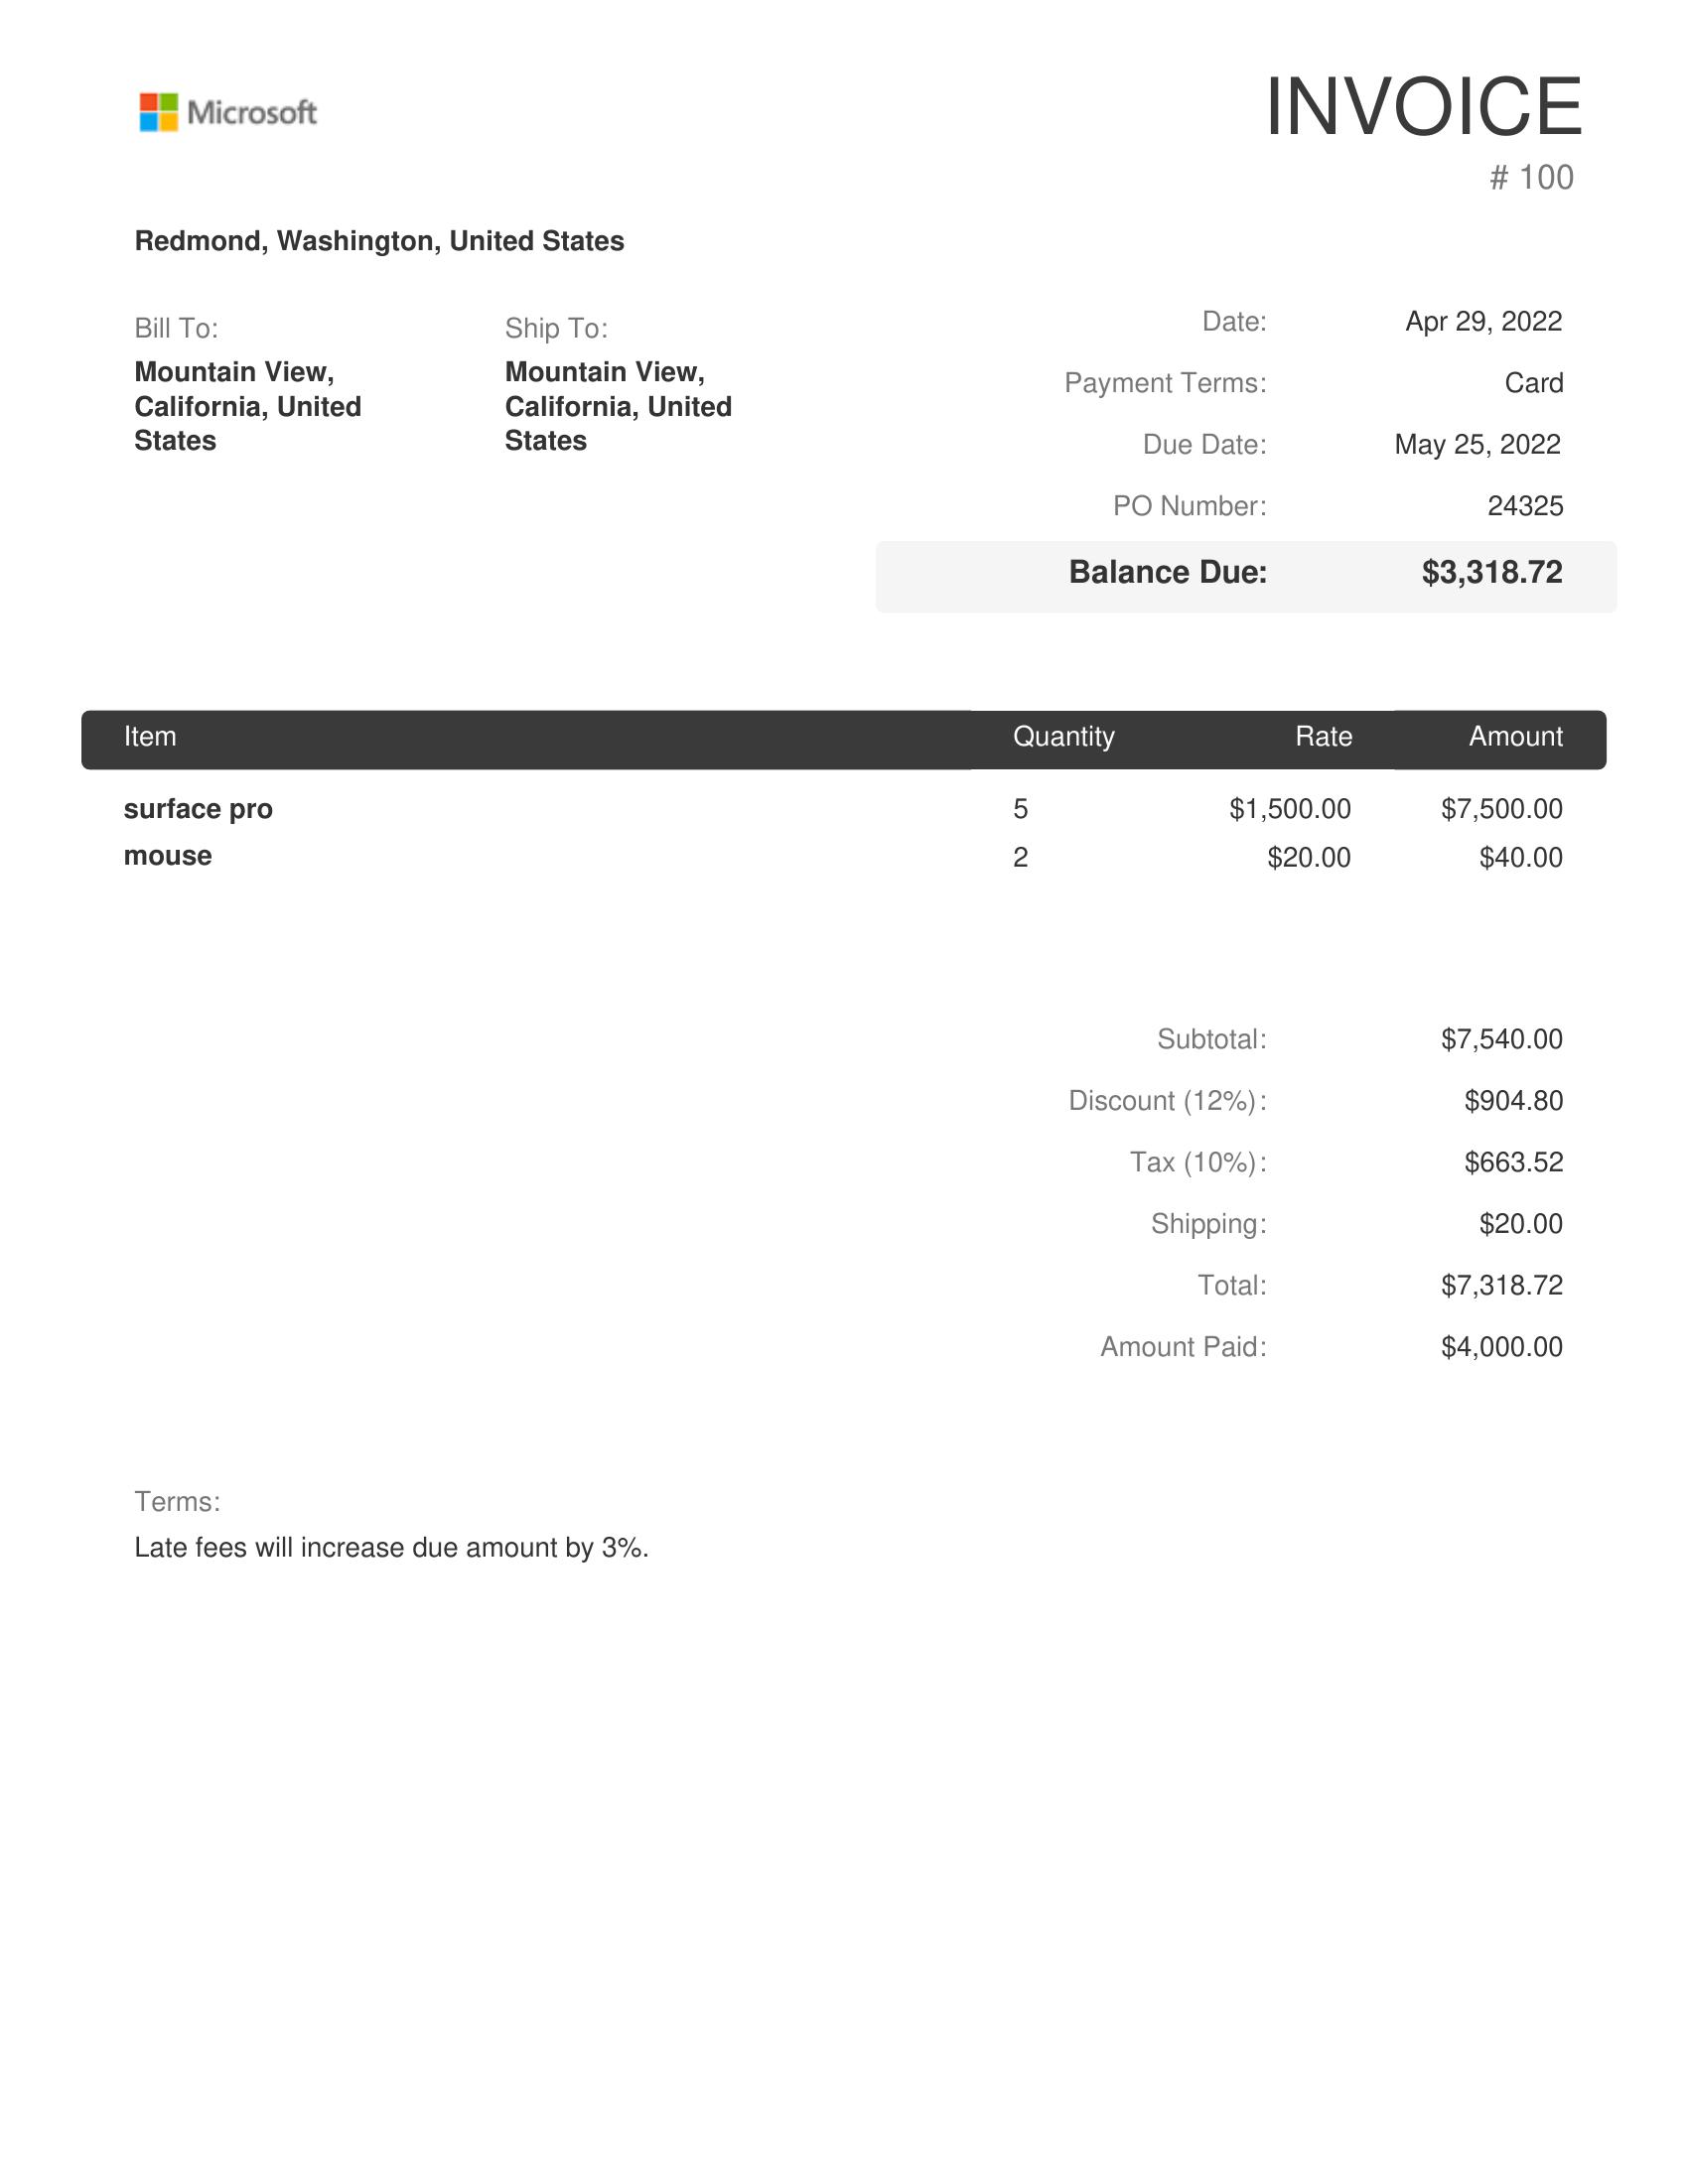 Microsoft
INVOICE
# 100
Redmond, Washington, United States
Bill To:
Mountain View,
California, United
States
Ship To:
Mountain View,
California, United
States
Date: Apr 29, 2022
Payment Terms: Card
Due Date: May 25, 2022
PO Number: 24325
Balance Due: $3,318.72
Item Quantity Rate Amount
surface pro 5 $1,500.00 $7,500.00
mouse 2 $20.00 $40.00
Subtotal: $7,540.00
Discount (12%): $904.80
Tax (10%): $663.52
Shipping: $20.00
Total: $7,318.72
Amount Paid: $4,000.00
Terms:
Late fees will increase due amount by 3%.